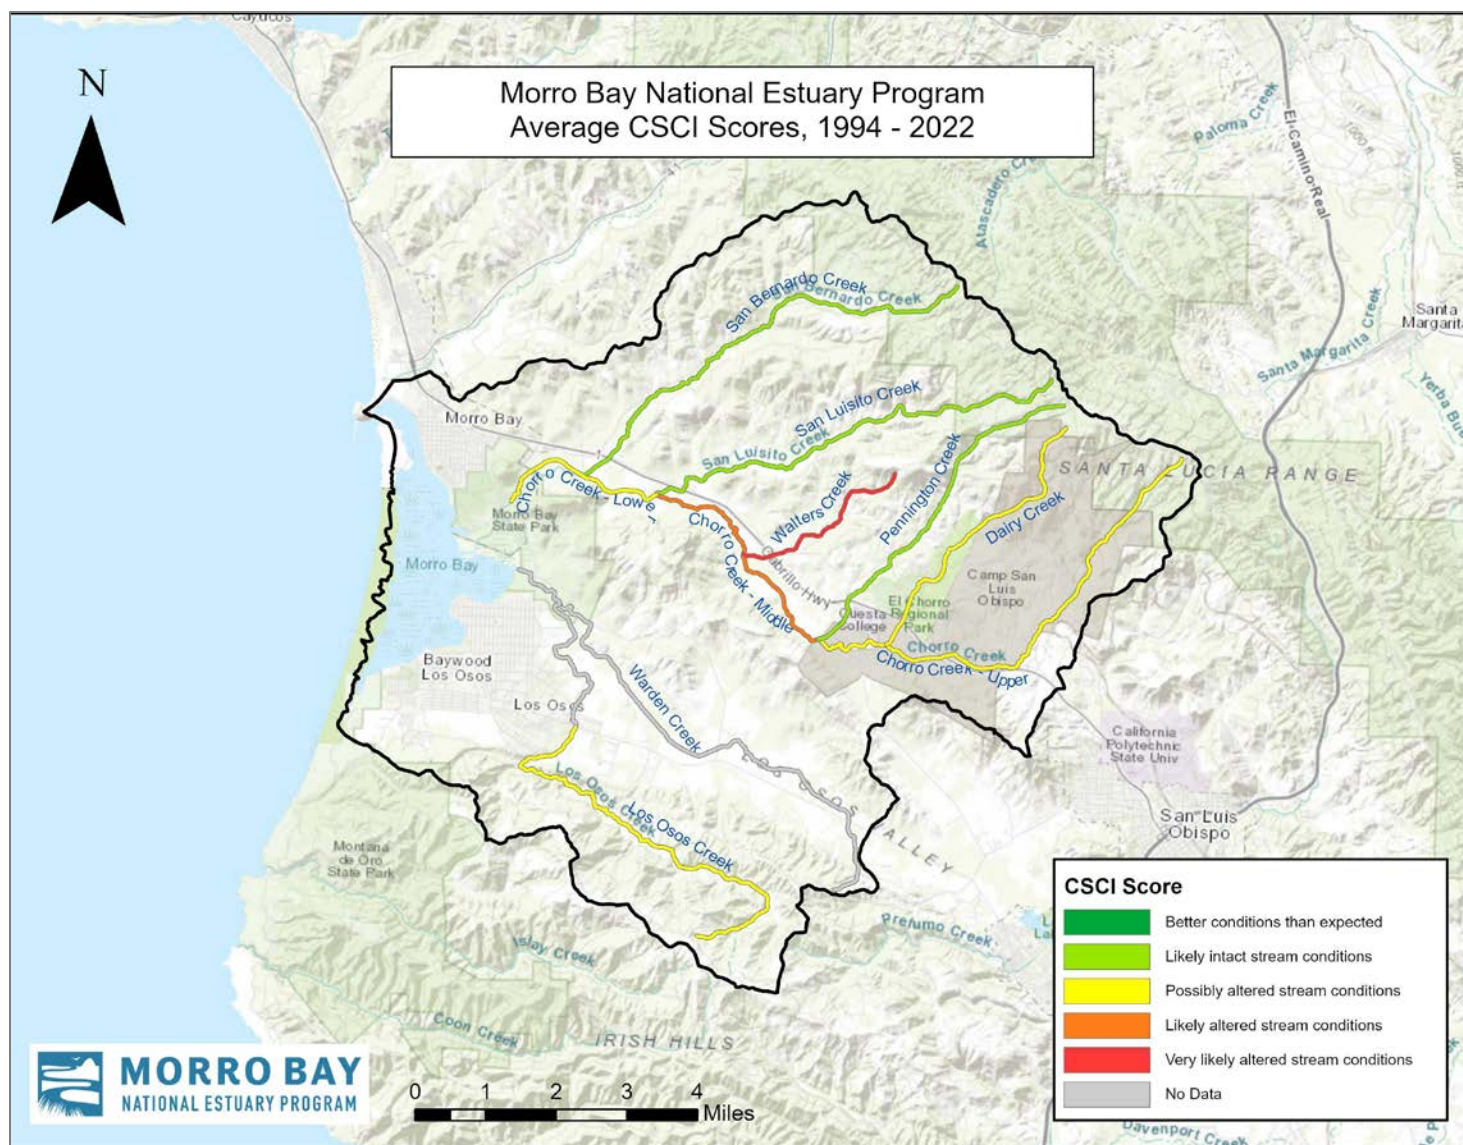 Cayucos
N
Morro Bay National Estuary Program
Average CSCI Scores, 1994 - 2022
Paloma Creek
El Camino Real
1000 ft
Atascadero Cree
41
San Bernardo Creek
San Bernardo Creek
Santa
Margarita
Santa Margarita Creek
Yerba Bue
Morro Bay
1
San Luisito Creek
San Luisito Creek
Pennington Creek
SANTA LUCIA RANGE
Walters Creek
Chorro Creek - Lower
Morro Bay
State Park
Chorro Creek - Middle
Dairy Creek
Cabrillo Hwy
Morro Bay
Camp San
Luis
Obispo
El Chorro
Regional
Park
Cuesta
College
Chorro Creek
Chorro Creek - Upper
Baywood
Los Osos
Los Osos
Warden Creek
LOS OSOS VALLEY
California
Polytechnic
State Univ
Los Osos Creek
Los Osos Creek
San Luis
Obispo
Montana
de Oro
State Park
Prefumo Creek
Islay Creek
Coon Creek
IRISH HILLS
CSCI Score
Better conditions than expected
Likely intact stream conditions
Possibly altered stream conditions
Likely altered stream conditions
Very likely altered stream conditions
No Data
MORRO BAY
NATIONAL ESTUARY PROGRAM
0 1 2 3 4
Miles
Davenport Creek